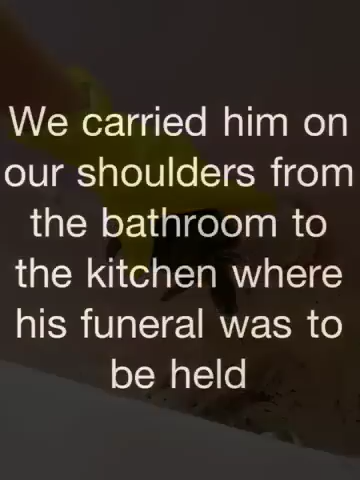 We carried him on
our shoulders from
the bathroom to
the kitchen where
his funeral was to
be held